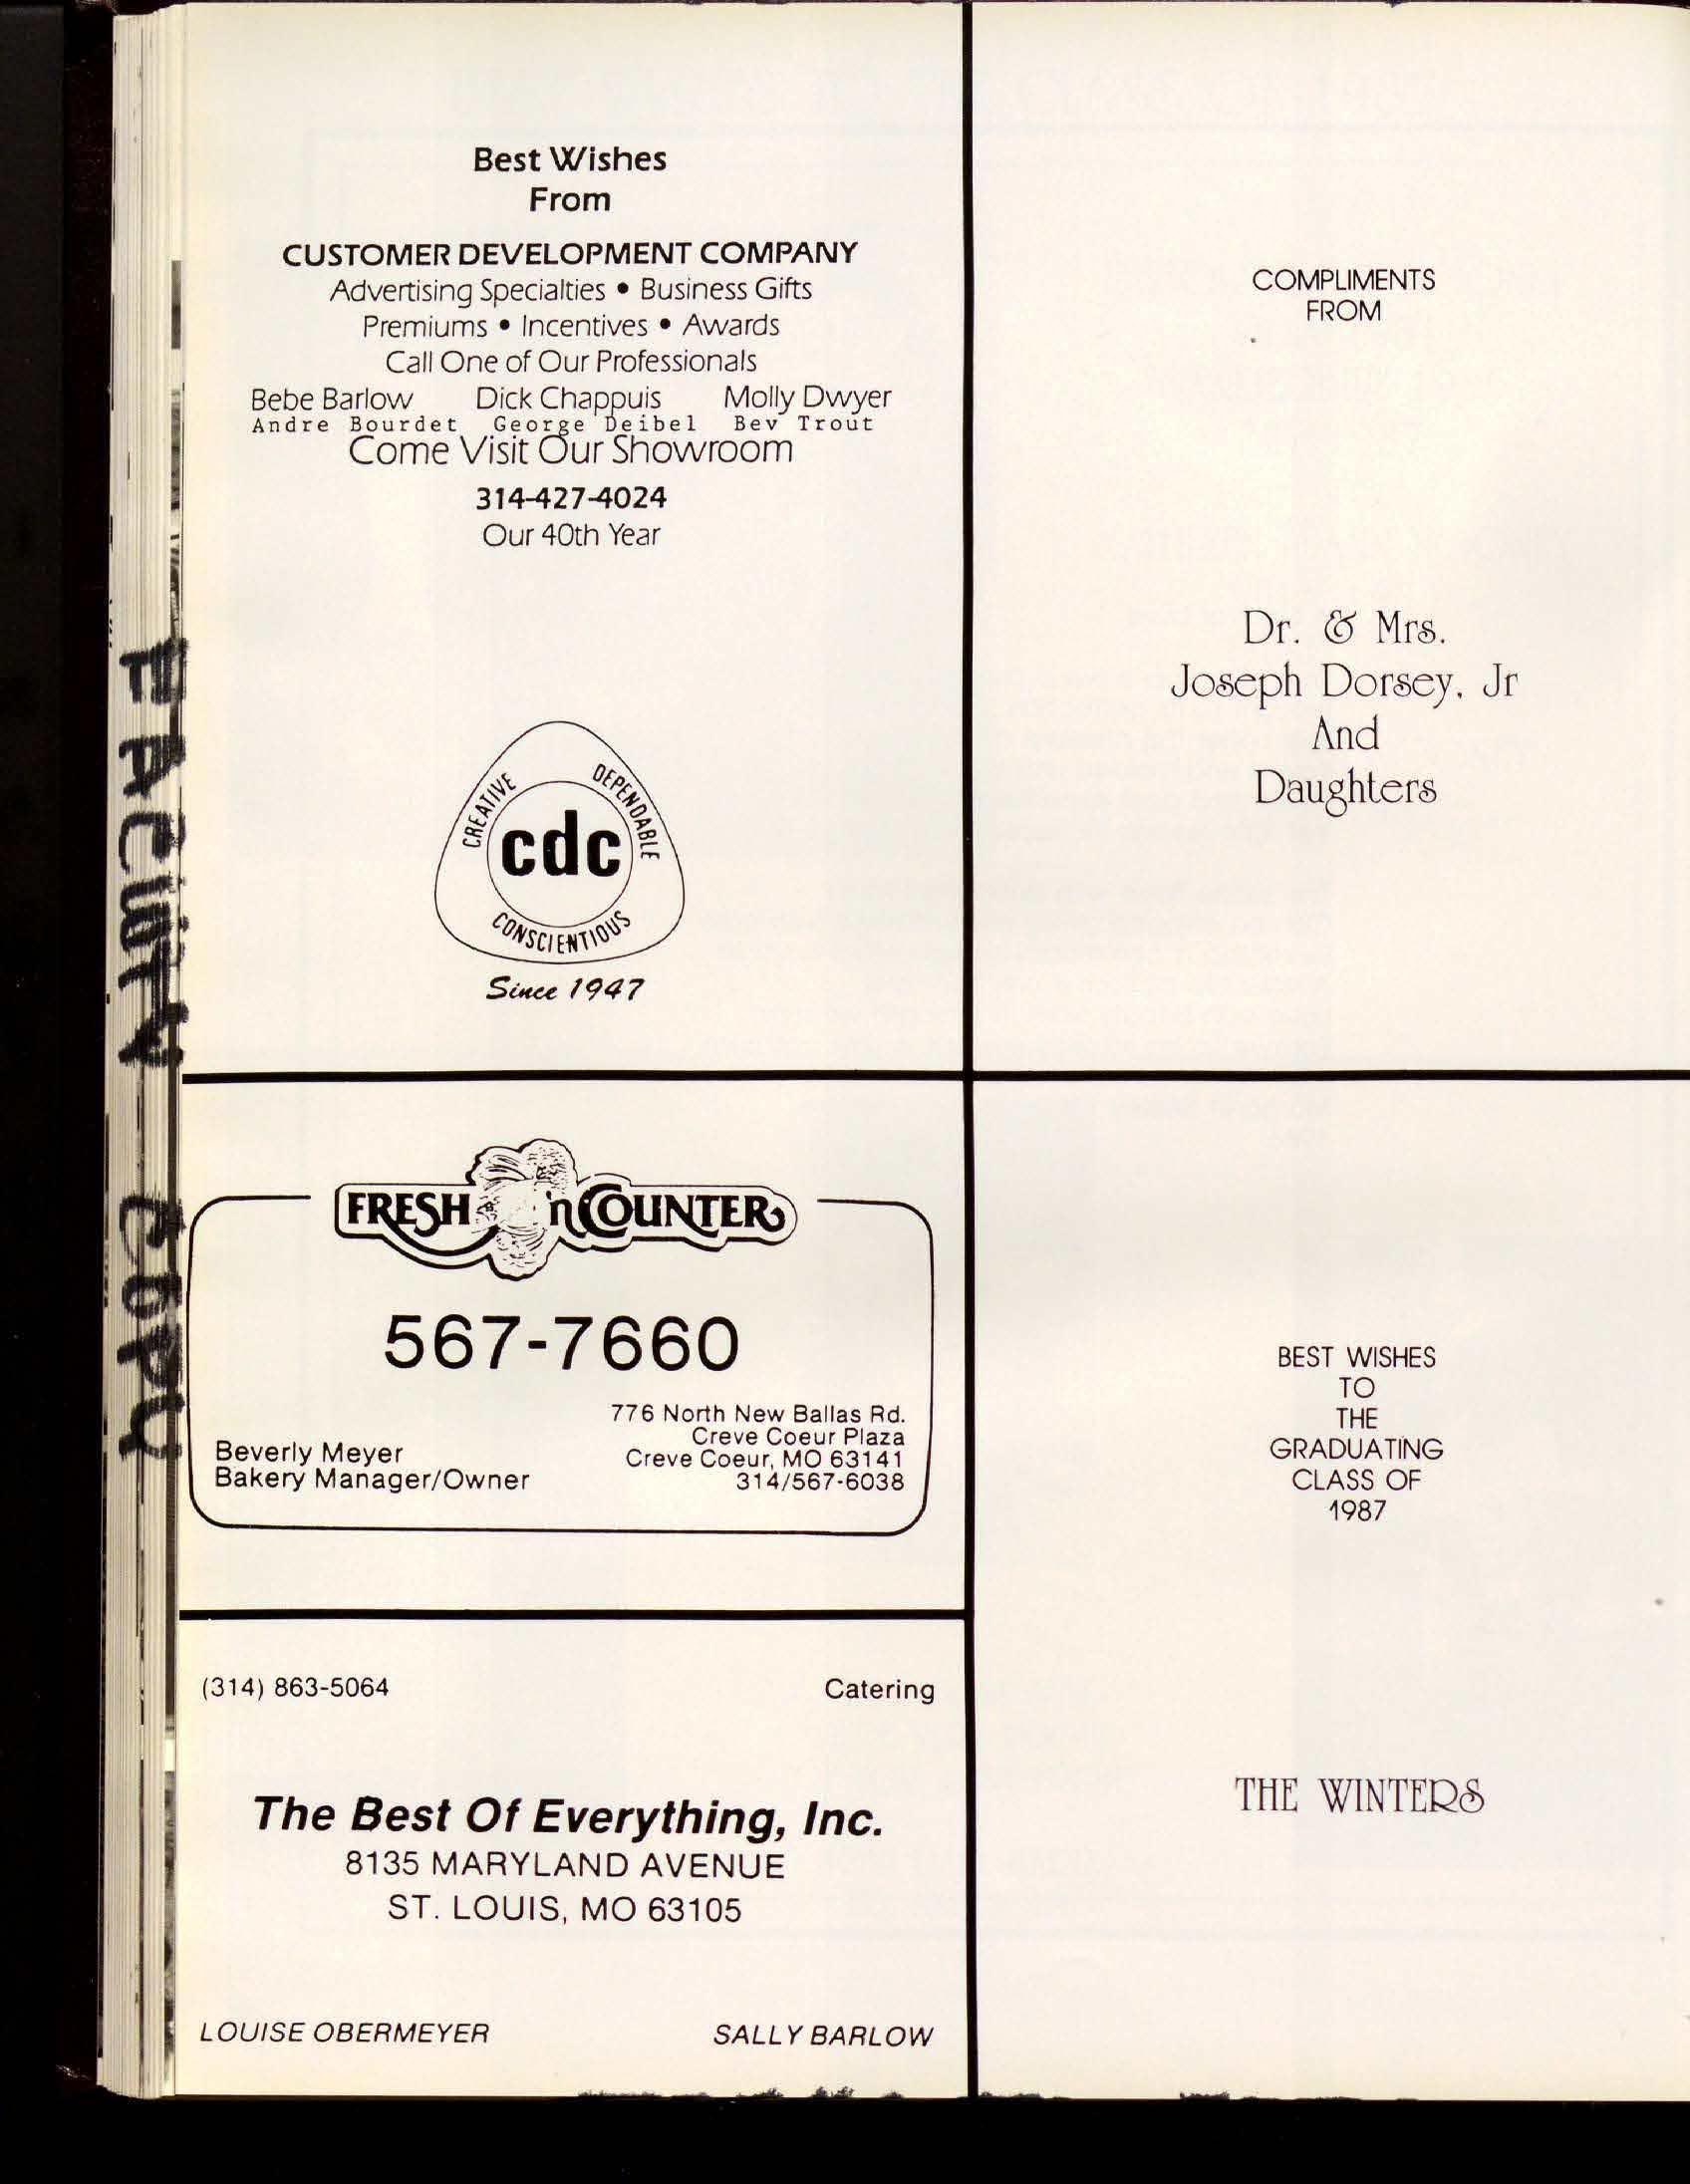 Best Wishes
From
CUSTOMER DEVELOPMENT COMPANY
Advertising Specialties • Business Gifts
Premiums • Incentives • Awards
Call One of Our Professionals
Bebe Barlow Dick Chappuis Molly Dwyer
Andre Bourdet George Deibel Bev Trout
Come Visit Our Showroom
314-427-4024
Our 40th Year
CREATIVE
DEPENDABLE
cdc
CONSCIENTIOUS
Since 1947
COMPLIMENTS
FROM
Dr. & Mrs.
Joseph Dorsey, Jr
And
Daughters
FRESH 'n COUNTER
567-7660
776 North New Ballas Rd.
Creve Coeur Plaza
Creve Coeur, MO 63141
314/567-6038
Beverly Meyer
Bakery Manager/Owner
(314) 863-5064 Catering
The Best Of Everything, Inc.
8135 MARYLAND AVENUE
ST. LOUIS, MO 63105
LOUISE OBERMEYER SALLY BARLOW
BEST WISHES
TO
THE
GRADUATING
CLASS OF
1987
THE WINTERS
FACULTY COPY